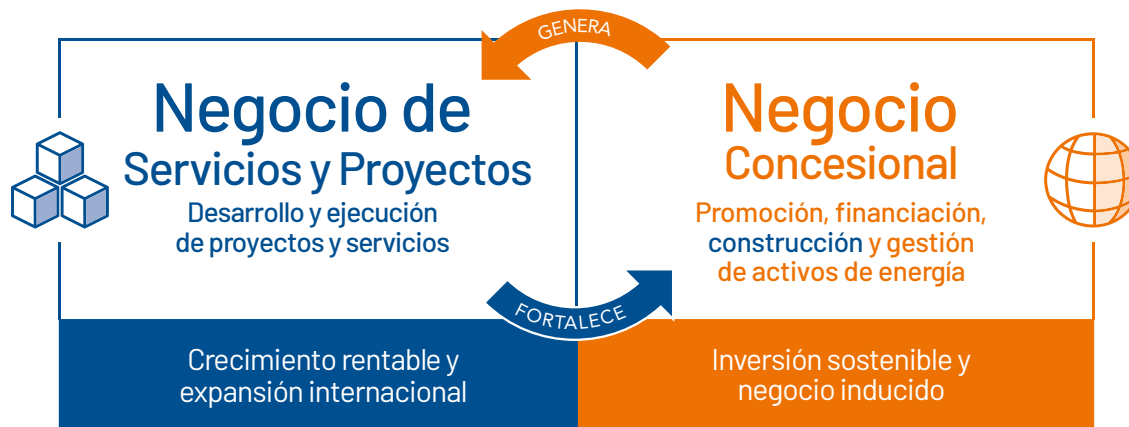 GENERA
Negocio de
Servicios y Proyectos
Desarrollo y ejecución
de proyectos y servicios
Negocio
Concesional
Promoción, financiación,
construcción y gestión
de activos de energía
FORTALECE
Crecimiento rentable y
expansión internacional
Inversión sostenible y
negocio inducido